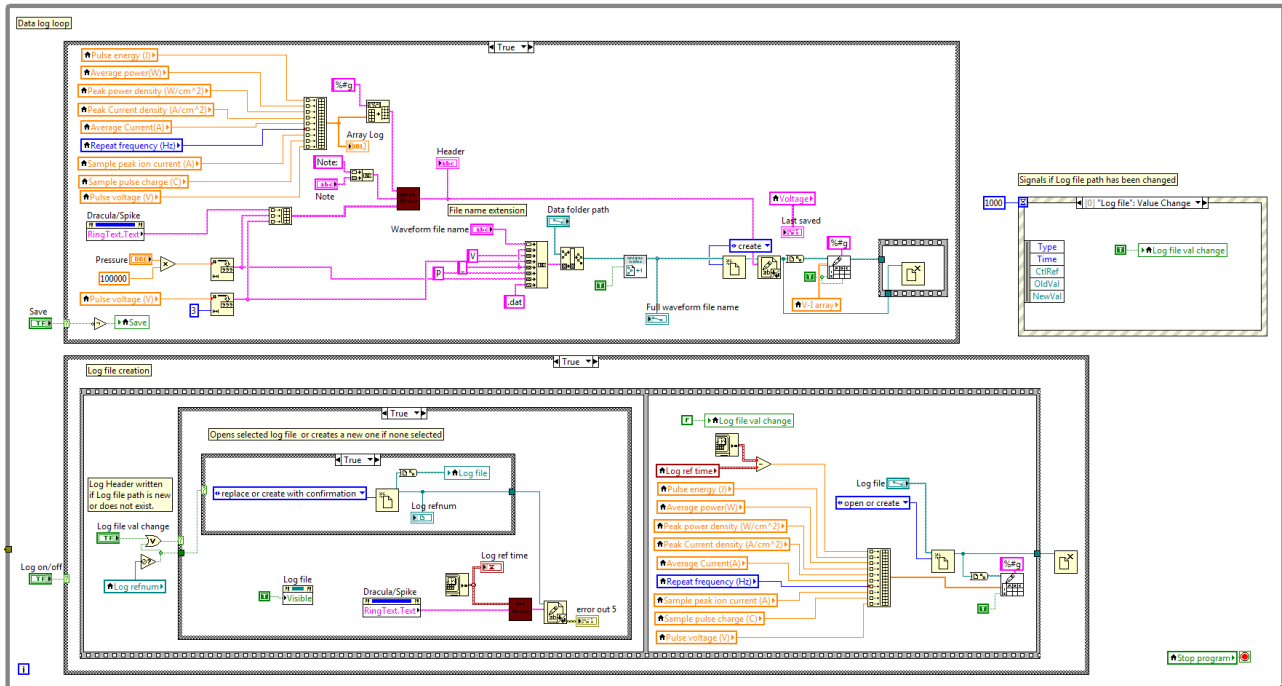 Data log loop
True
Pulse energy (J)
Average power(W)
Peak power density (W/cm^2)
Peak Current density (A/cm^2)
Average Current(A)
Repeat frequency (Hz)
Sample peak ion current (A)
Sample pulse charge (C)
Pulse voltage (V)
%#g
Array Log
DBL
Note:
Abc
Note
Header
Abc
Dracula/Spike
RingText.Text
File name extension
Waveform file name
Abc
Data folder path
Pressure
DBL
100000
Pulse voltage (V)
3
V
P
.dat
T
Full waveform file name
create
Voltage
Last saved
%#g
T
V-I array
Save
TF
Save
Signals if Log file path has been changed
1000
[0] "Log file": Value Change
Type
Time
CtlRef
OldVal
NewVal
T
Log file val change
True
Log file creation
True
Opens selected log file or creates a new one if none selected
True
replace or create with confirmation
Log file
Log refnum
Log Header written
if Log file path is new
or does not exist.
Log file val change
TF
Log refnum
Log on/off
TF
Log file
T
Visible
Dracula/Spike
RingText.Text
Log ref time
error out 5
F
Log file val change
Log ref time
Pulse energy (J)
Average power(W)
Peak power density (W/cm^2)
Peak Current density (A/cm^2)
Average Current(A)
Repeat frequency (Hz)
Sample peak ion current (A)
Sample pulse charge (C)
Pulse voltage (V)
Log file
open or create
%#g
T
Stop program
i